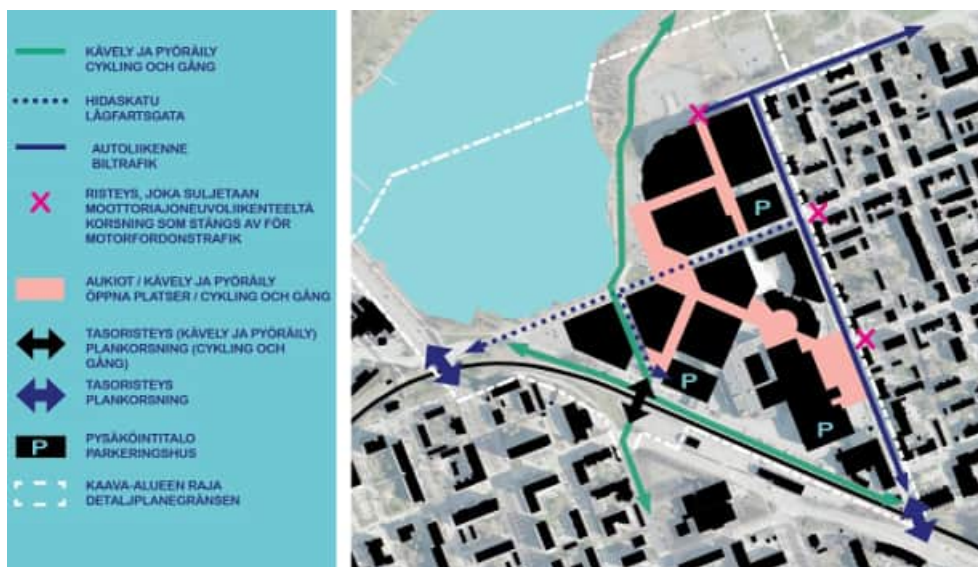 KÄVELY JA PYÖRÄILY
CYKLING OCH GÅNG
HIDASKATU
LÅGFARTSGATA
AUTOLIIKENNE
BILTRAFIK
RISTEYS, JOKA SULJETAAN
MOOTTORIAJONEUVOLIIKENTEELTÄ
KORSNING SOM STÄNGS AV FÖR
MOTORFORDONSTRAFIK
AUKIOT / KÄVELY JA PYÖRÄILY
ÖPPNA PLATSER / CYKLING OCH GÅNG
TASORISTEYS (KÄVELY JA PYÖRÄILY)
PLANKORSNING (CYKLING OCH
GÅNG)
TASORISTEYS
PLANKORSNING
P
PYSÄKÖINTITALO
PARKERINGSHUS
KAAVA-ALUEEN RAJA
DETALJPLANEGRÄNSEN
P
P
P